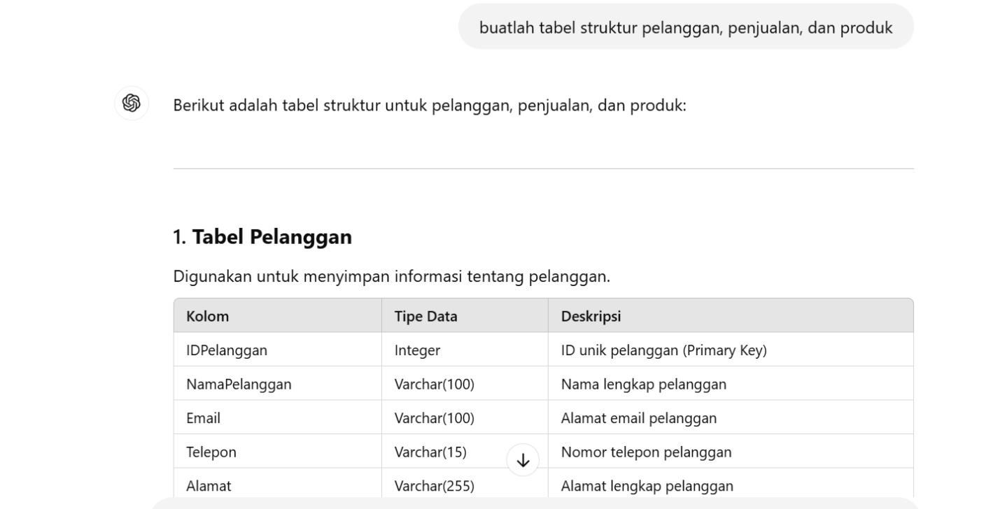 buatlah tabel struktur pelanggan, penjualan, dan produk
Berikut adalah tabel struktur untuk pelanggan, penjualan, dan produk:
1. Tabel Pelanggan
Digunakan untuk menyimpan informasi tentang pelanggan.
Kolom Tipe Data Deskripsi
IDPelanggan Integer ID unik pelanggan (Primary Key)
NamaPelanggan Varchar(100) Nama lengkap pelanggan
Email Varchar(100) Alamat email pelanggan
Telepon Varchar(15) Nomor telepon pelanggan
Alamat Varchar(255) Alamat lengkap pelanggan